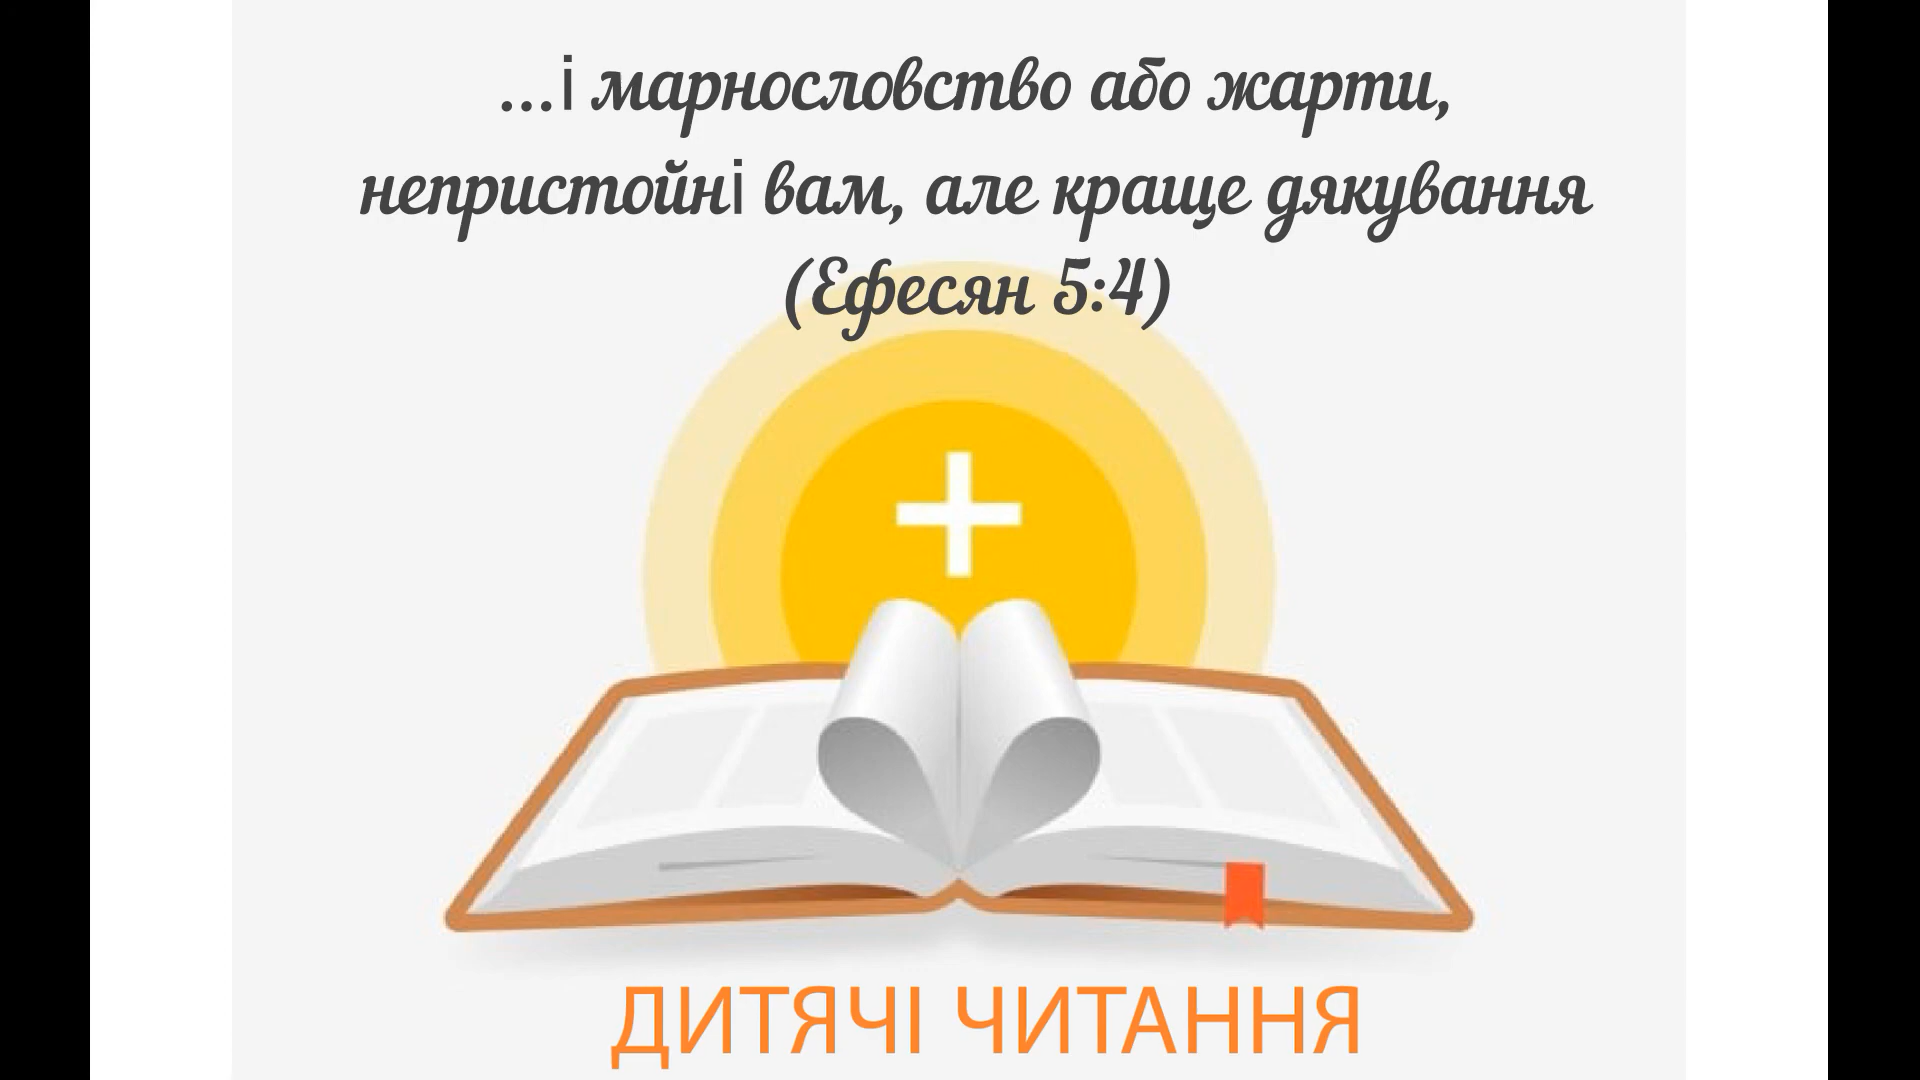 ...і марнословство або жарти,
непристойні вам, але краще дякування
(Ефесян 5:4)
ДИТЯЧІ ЧИТАННЯ